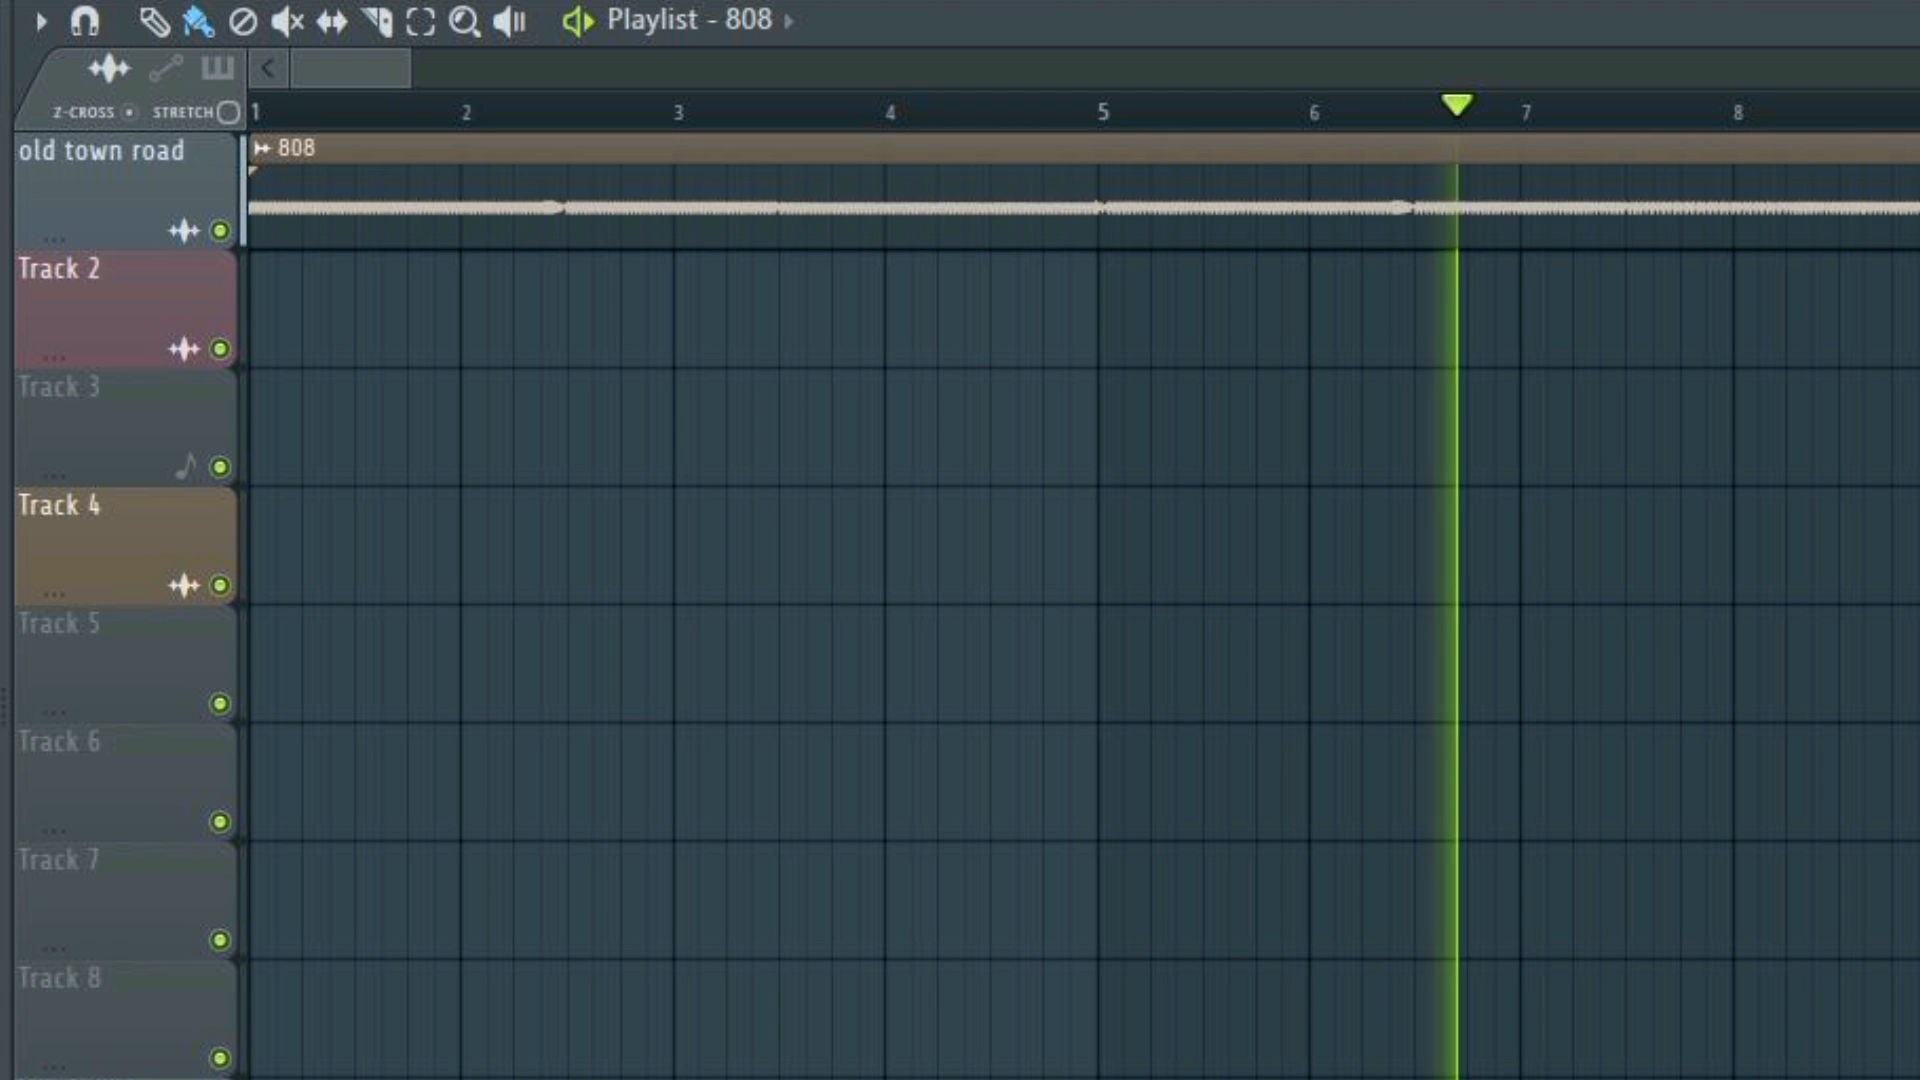 Playlist - 808
Z-CROSS STRETCH
1 2 3 4 5 6 7 8
old town road
808
Track 2
Track 3
Track 4
Track 5
Track 6
Track 7
Track 8